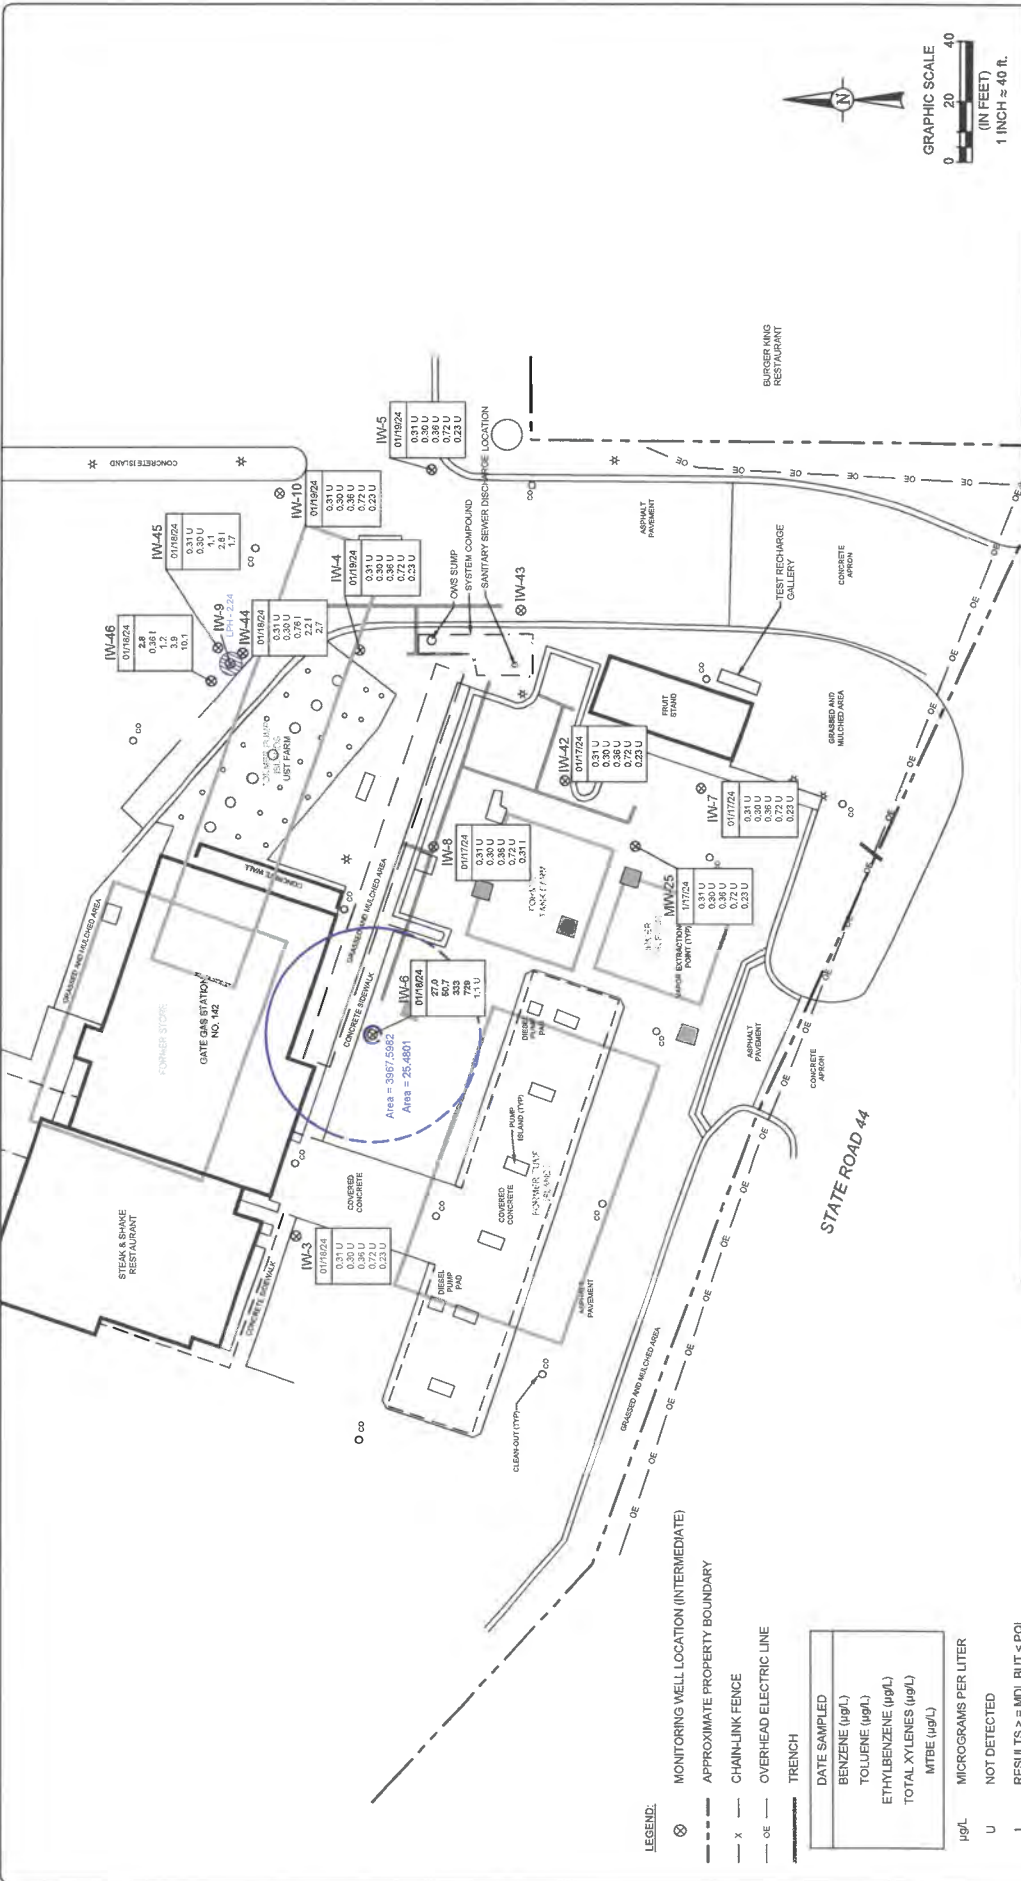 GRAPHIC SCALE
0 20 40
(IN FEET)
1 INCH ≈ 40 ft.
N
BURGER KING
RESTAURANT
CONCRETE ISLAND
IW-45
01/18/24
0.31 U
0.30 U
1.1
2.8 I
1.7
IW-46
01/18/24
2.8
0.36 I
1.2
3.9
10.1
IW-9
LPH - 2.24
IW-44
01/18/24
0.31 U
0.30 U
0.76 I
2.2 I
2.7
IW-10
01/19/24
0.31 U
0.30 U
0.36 U
0.72 U
0.23 U
IW-4
01/19/24
0.31 U
0.30 U
0.36 U
0.72 U
0.23 U
IW-5
01/19/24
0.31 U
0.30 U
0.36 U
0.72 U
0.23 U
OWS SUMP
SYSTEM COMPOUND
SANITARY SEWER DISCHARGE LOCATION
IW-43
ASPHALT
PAVEMENT
TEST RECHARGE
GALLERY
CONCRETE
APRON
FRUIT
STAND
GRASSED AND
MULCHED AREA
UST FARM
CONCRETE WALL
GRASSED AND MULCHED AREA
FORMER STORE
GATE GAS STATION
NO. 142
STEAK & SHAKE
RESTAURANT
CONCRETE SIDEWALK
GRASSED AND MULCHED AREA
CONCRETE SIDEWALK
IW-42
01/17/24
0.31 U
0.30 U
0.36 U
0.72 U
0.23 U
IW-7
01/17/24
0.31 U
0.30 U
0.36 U
0.72 U
0.23 U
IW-8
01/17/24
0.31 U
0.30 U
0.36 U
0.72 U
0.31 I
MW-25
1/17/24
0.31 U
0.30 U
0.36 U
0.72 U
0.23 U
VAPOR EXTRACTION
POINT (TYP)
IW-6
01/18/24
27.0
60.7
333
729
1.1 U
Area = 3967.5982
Area = 25.4801
DIESEL
PUMP
PAD
PUMP
ISLAND (TYP)
COVERED
CONCRETE
COVERED
CONCRETE
IW-3
01/18/24
0.31 U
0.30 U
0.36 U
0.72 U
0.23 U
DIESEL
PUMP
PAD
PAVEMENT
ASPHALT
PAVEMENT
CONCRETE
APRON
CLEAN-OUT (TYP)
CO
GRASSED AND MULCHED AREA
OE
STATE ROAD 44
LEGEND:
MONITORING WELL LOCATION (INTERMEDIATE)
APPROXIMATE PROPERTY BOUNDARY
X CHAIN-LINK FENCE
OE OVERHEAD ELECTRIC LINE
TRENCH
DATE SAMPLED
BENZENE (µg/L)
TOLUENE (µg/L)
ETHYLBENZENE (µg/L)
TOTAL XYLENES (µg/L)
MTBE (µg/L)
µg/L MICROGRAMS PER LITER
U NOT DETECTED
I RESULTS > = MDL BUT < PQL